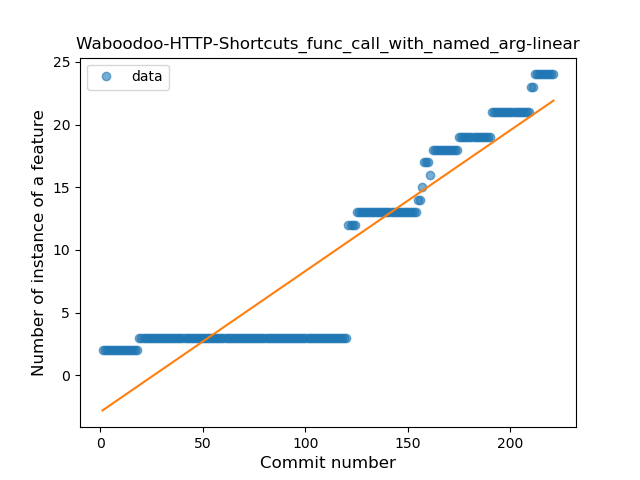 Waboodoo-HTTP-Shortcuts_func_call_with_named_arg-linear
data
Number of instance of a feature
25
20
15
10
5
0
0 50 100 150 200
Commit number